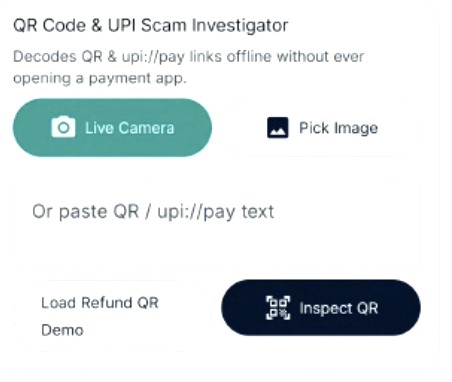 QR Code & UPI Scam Investigator
Decodes QR & upi://pay links offline without ever
opening a payment app.
Live Camera
Pick Image
Or paste QR / upi://pay text
Load Refund QR
Demo
Inspect QR